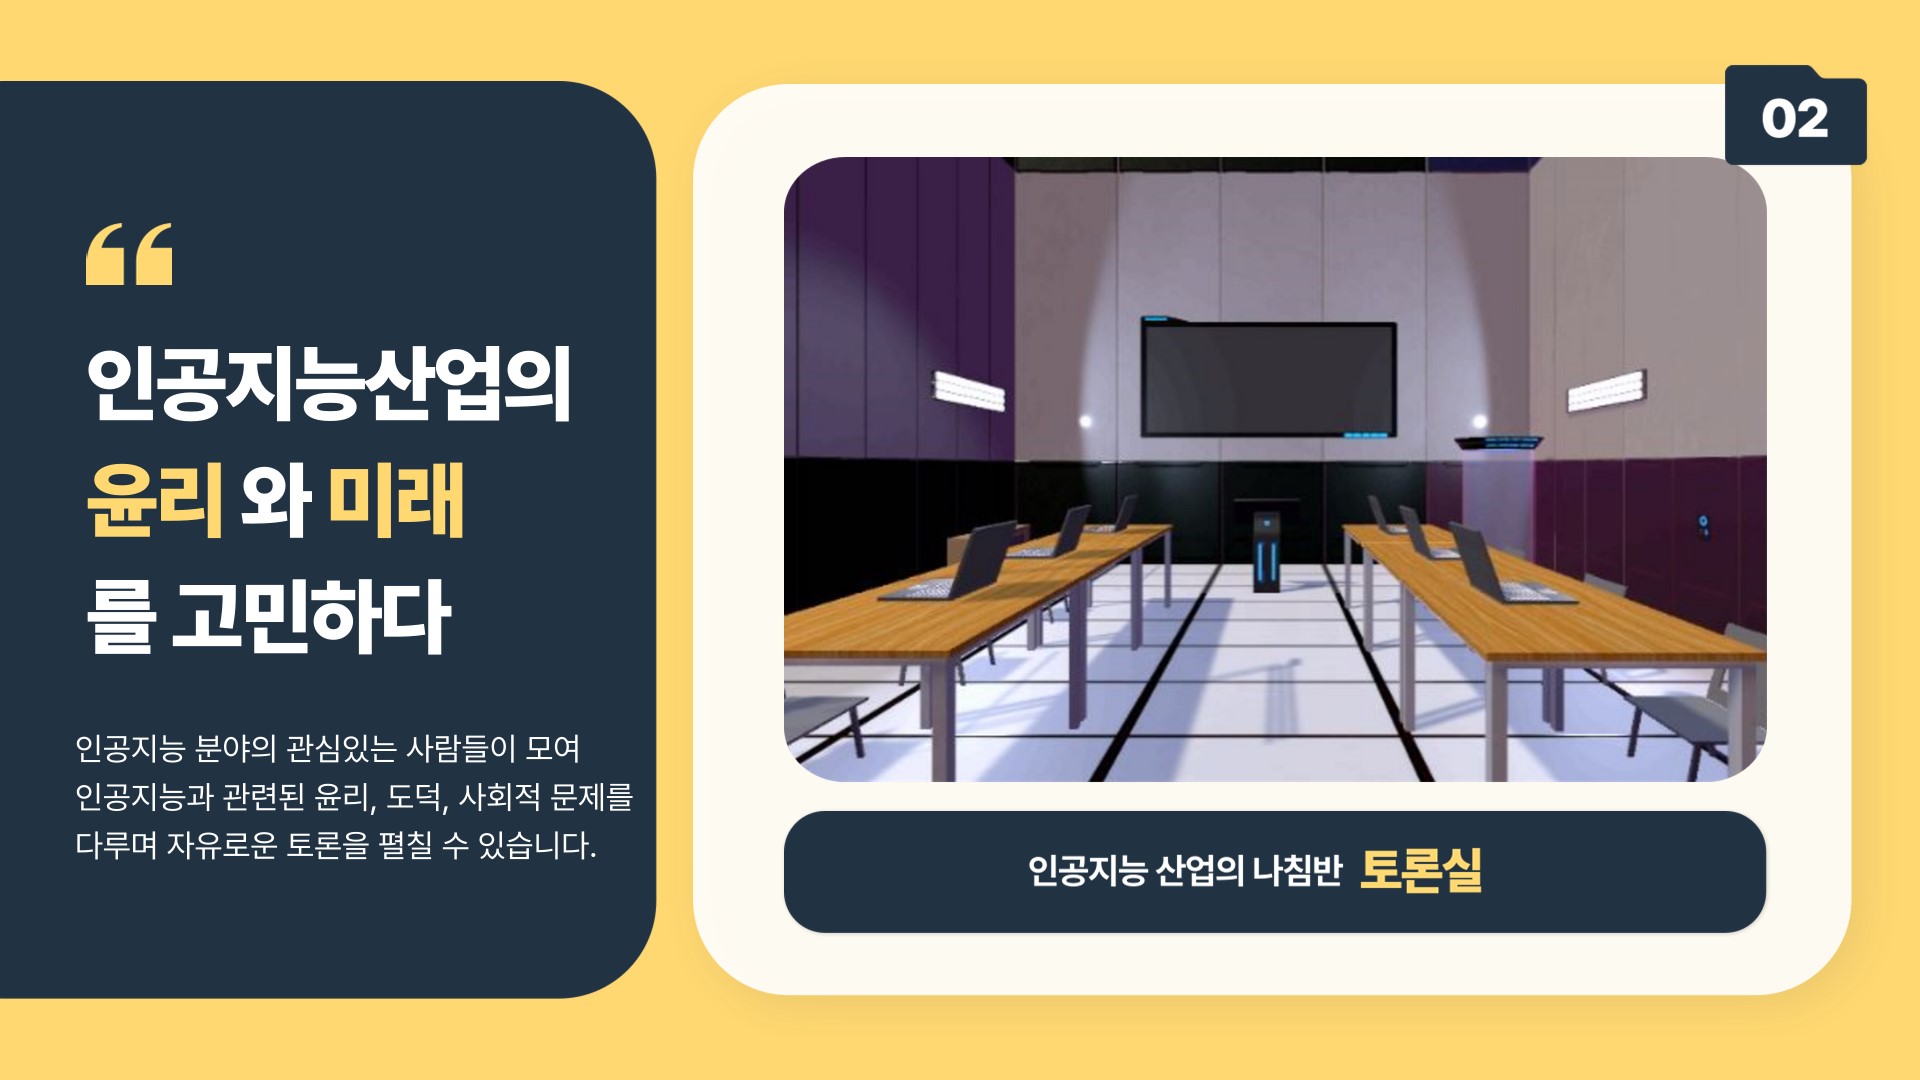 인공지능산업의
윤리 와 미래
를 고민하다
인공지능 분야의 관심있는 사람들이 모여
인공지능과 관련된 윤리, 도덕, 사회적 문제를
다루며 자유로운 토론을 펼칠 수 있습니다.
02
인공지능 산업의 나침반 토론실